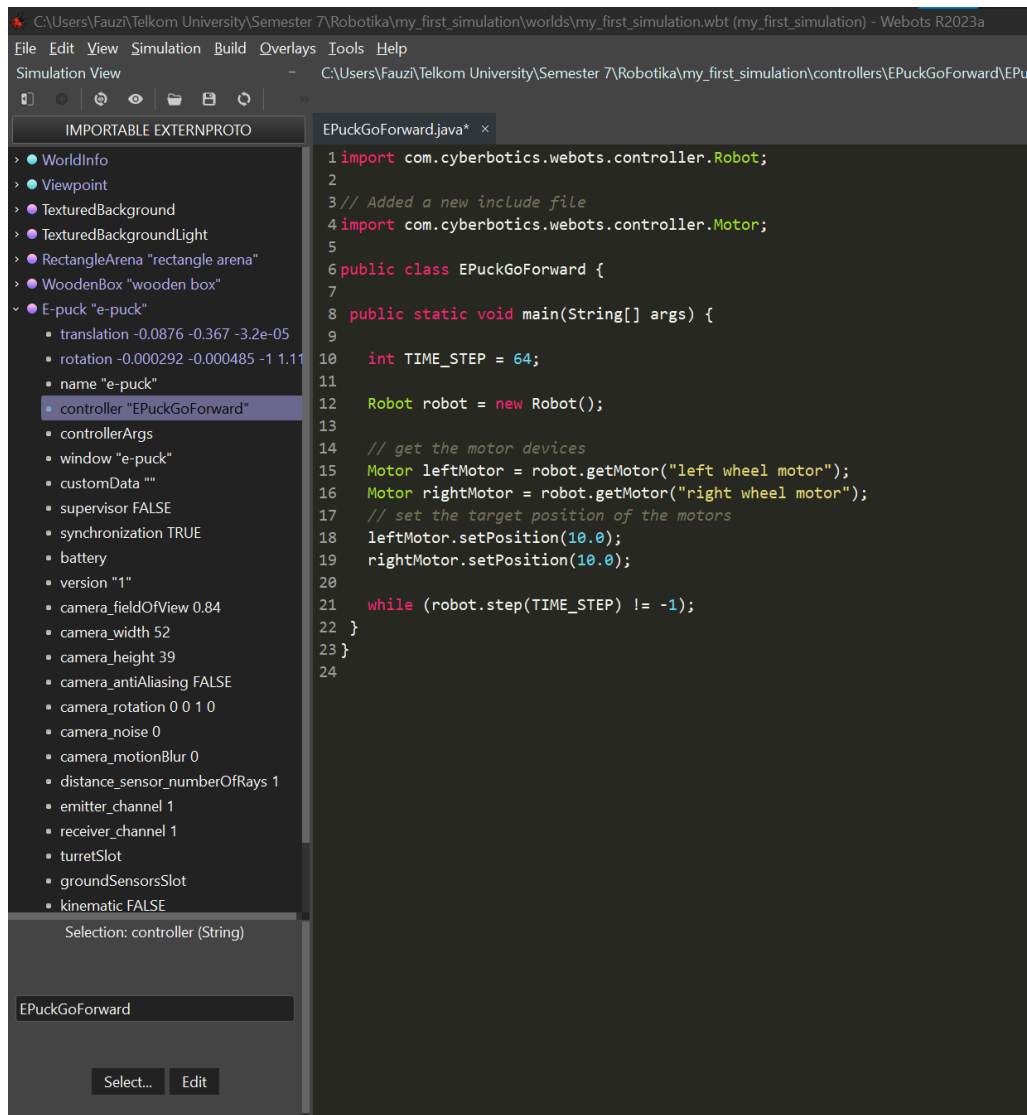 C:\Users\Fauzi\Telkom University\Semester 7\Robotika\my_first_simulation\worlds\my_first_simulation.wbt (my_first_simulation) - Webots R2023a
File Edit View Simulation Build Overlays Tools Help
Simulation View
IMPORTABLE EXTERNPROTO
WorldInfo
Viewpoint
TexturedBackground
TexturedBackgroundLight
RectangleArena "rectangle arena"
WoodenBox "wooden box"
E-puck "e-puck"
translation -0.0876 -0.367 -3.2e-05
rotation -0.000292 -0.000485 -1 1.11
name "e-puck"
controller "EPuckGoForward"
controllerArgs
window "e-puck"
customData ""
supervisor FALSE
synchronization TRUE
battery
version "1"
camera_fieldOfView 0.84
camera_width 52
camera_height 39
camera_antiAliasing FALSE
camera_rotation 0 0 1 0
camera_noise 0
camera_motionBlur 0
distance_sensor_numberOfRays 1
emitter_channel 1
receiver_channel 1
turretSlot
groundSensorsSlot
kinematic FALSE
Selection: controller (String)
EPuckGoForward
Select... Edit
C:\Users\Fauzi\Telkom University\Semester 7\Robotika\my_first_simulation\controllers\EPuckGoForward\EPu
EPuckGoForward.java* ×
1 import com.cyberbotics.webots.controller.Robot;
2
3 // Added a new include file
4 import com.cyberbotics.webots.controller.Motor;
5
6 public class EPuckGoForward {
7
8 public static void main(String[] args) {
9
10 int TIME_STEP = 64;
11
12 Robot robot = new Robot();
13
14 // get the motor devices
15 Motor leftMotor = robot.getMotor("left wheel motor");
16 Motor rightMotor = robot.getMotor("right wheel motor");
17 // set the target position of the motors
18 leftMotor.setPosition(10.0);
19 rightMotor.setPosition(10.0);
20
21 while (robot.step(TIME_STEP) != -1);
22 }
23 }
24